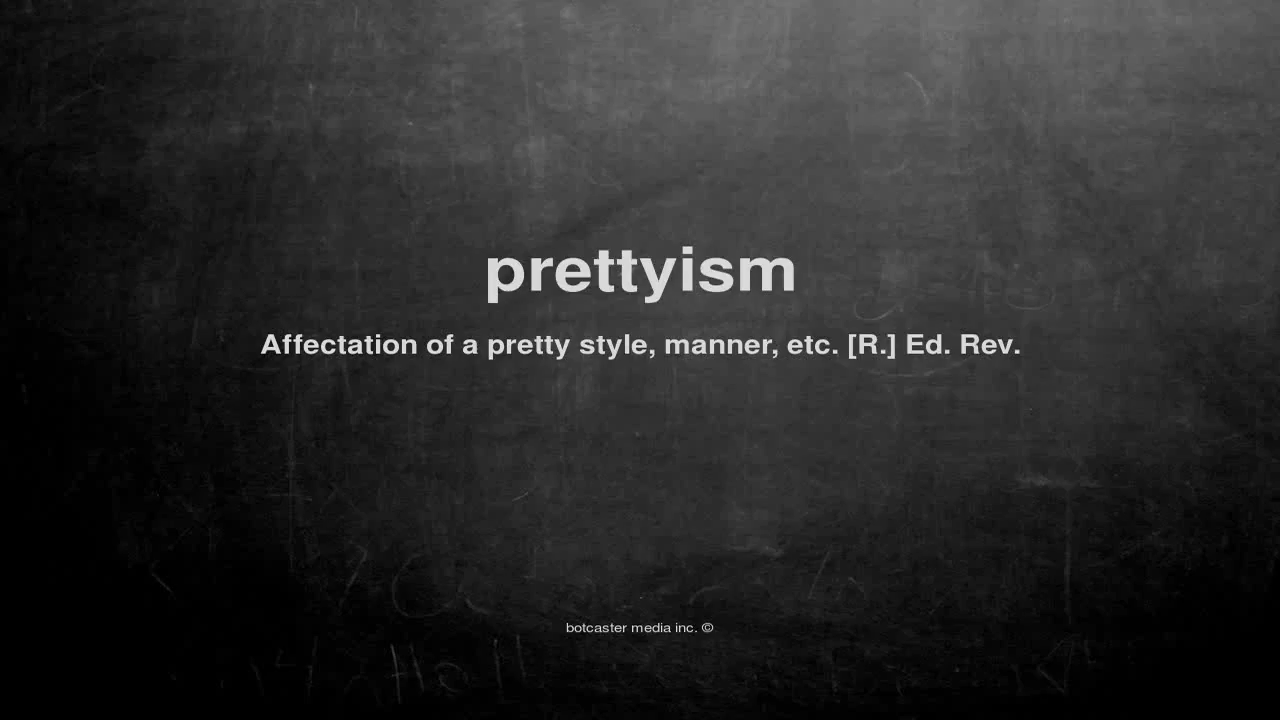 prettyism
Affectation of a pretty style, manner, etc. [R.] Ed. Rev.
botcaster media inc. ©